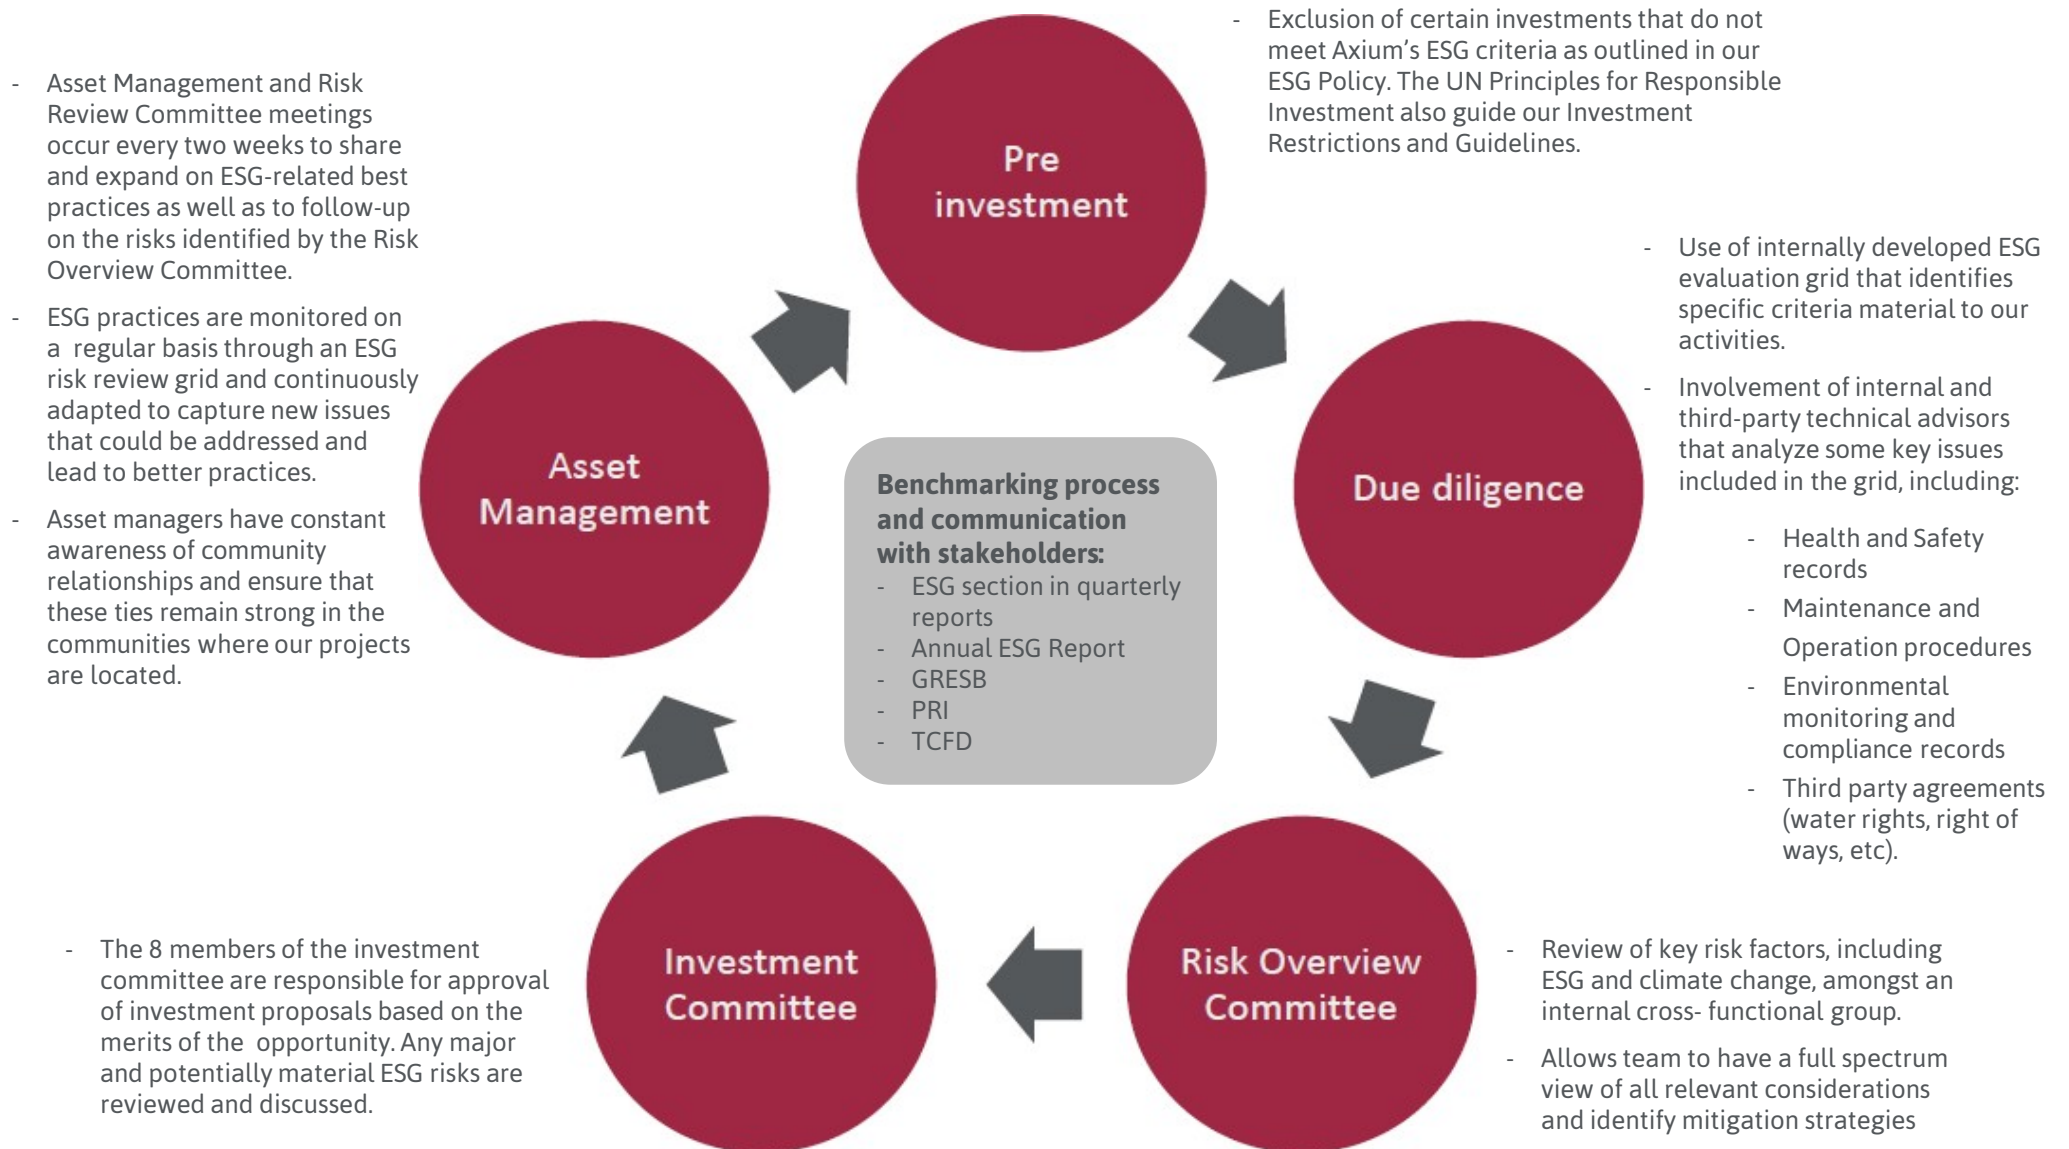 - Exclusion of certain investments that do not
meet Axium's ESG criteria as outlined in our
ESG Policy. The UN Principles for Responsible
Investment also guide our Investment
Restrictions and Guidelines.
Pre
investment
- Asset Management and Risk
Review Committee meetings
occur every two weeks to share
and expand on ESG-related best
practices as well as to follow-up
on the risks identified by the Risk
Overview Committee.
- ESG practices are monitored on
a regular basis through an ESG
risk review grid and continuously
adapted to capture new issues
that could be addressed and
lead to better practices.
- Asset managers have constant
awareness of community
relationships and ensure that
these ties remain strong in the
communities where our projects
are located.
Asset
Management
Benchmarking process
and communication
with stakeholders:
- ESG section in quarterly
reports
- Annual ESG Report
- GRESB
- PRI
- TCFD
Due diligence
- Use of internally developed ESG
evaluation grid that identifies
specific criteria material to our
activities.
- Involvement of internal and
third-party technical advisors
that analyze some key issues
included in the grid, including:
- Health and Safety
records
- Maintenance and
Operation procedures
- Environmental
monitoring and
compliance records
- Third party agreements
(water rights, right of
ways, etc).
- The 8 members of the investment
committee are responsible for approval
of investment proposals based on the
merits of the opportunity. Any major
and potentially material ESG risks are
reviewed and discussed.
Investment
Committee
Risk Overview
Committee
- Review of key risk factors, including
ESG and climate change, amongst an
internal cross- functional group.
- Allows team to have a full spectrum
view of all relevant considerations
and identify mitigation strategies